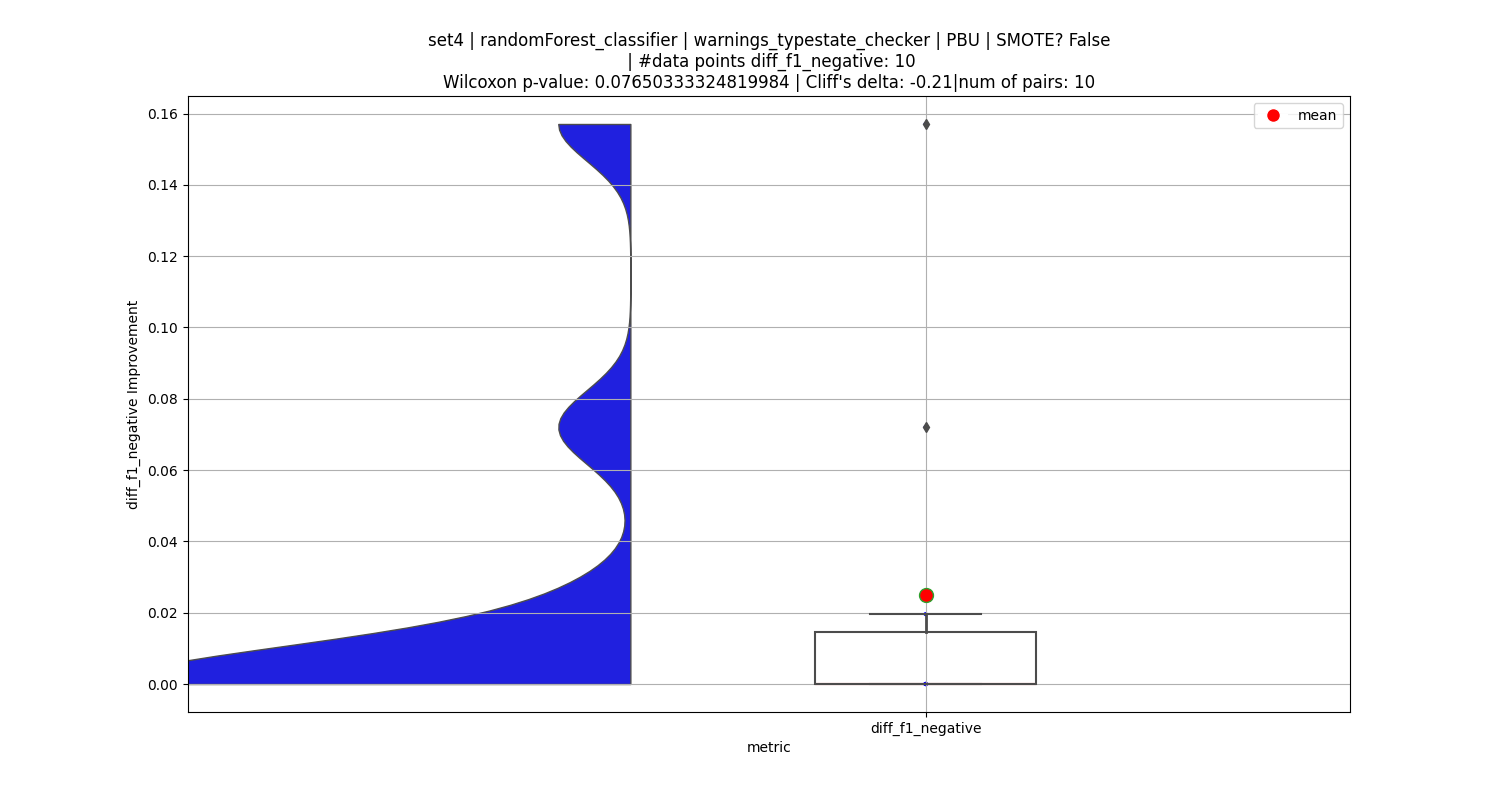 set4 | randomForest_classifier | warnings_typestate_checker | PBU | SMOTE? False
| #data points diff_f1_negative: 10
Wilcoxon p-value: 0.07650333324819984 | Cliff's delta: -0.21|num of pairs: 10
mean
0.16
0.14
0.12
0.10
0.08
0.06
0.04
0.02
0.00
diff_f1_negative Improvement
diff_f1_negative
metric